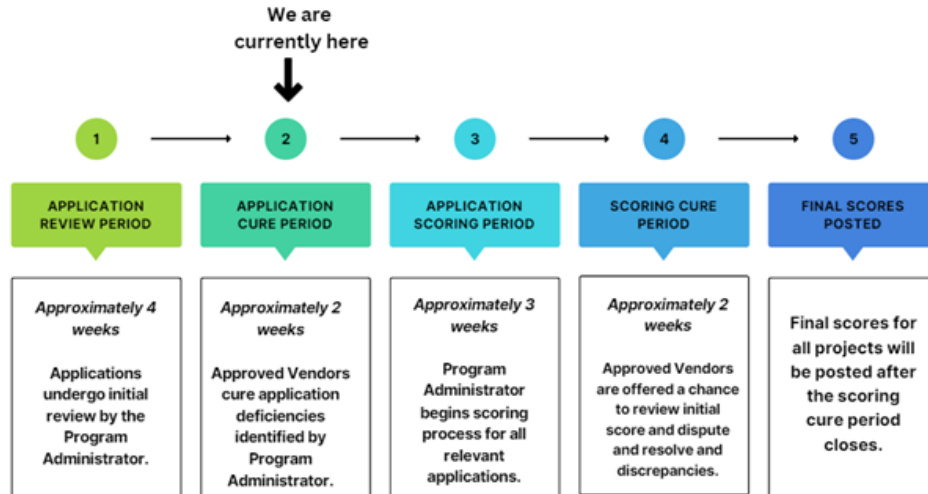 We are
currently here
1
2
3
4
5
APPLICATION
REVIEW PERIOD
APPLICATION
CURE PERIOD
APPLICATION
SCORING PERIOD
SCORING CURE
PERIOD
FINAL SCORES
POSTED
Approximately 4
weeks
Applications
undergo initial
review by the
Program
Administrator.
Approximately 2
weeks
Approved Vendors
cure application
deficiencies
identified by
Program
Administrator.
Approximately 3
weeks
Program
Administrator
begins scoring
process for all
relevant
applications.
Approximately 2
weeks
Approved Vendors
are offered a chance
to review initial
score and dispute
and resolve and
discrepancies.
Final scores for
all projects will
be posted after
the scoring
cure period
closes.